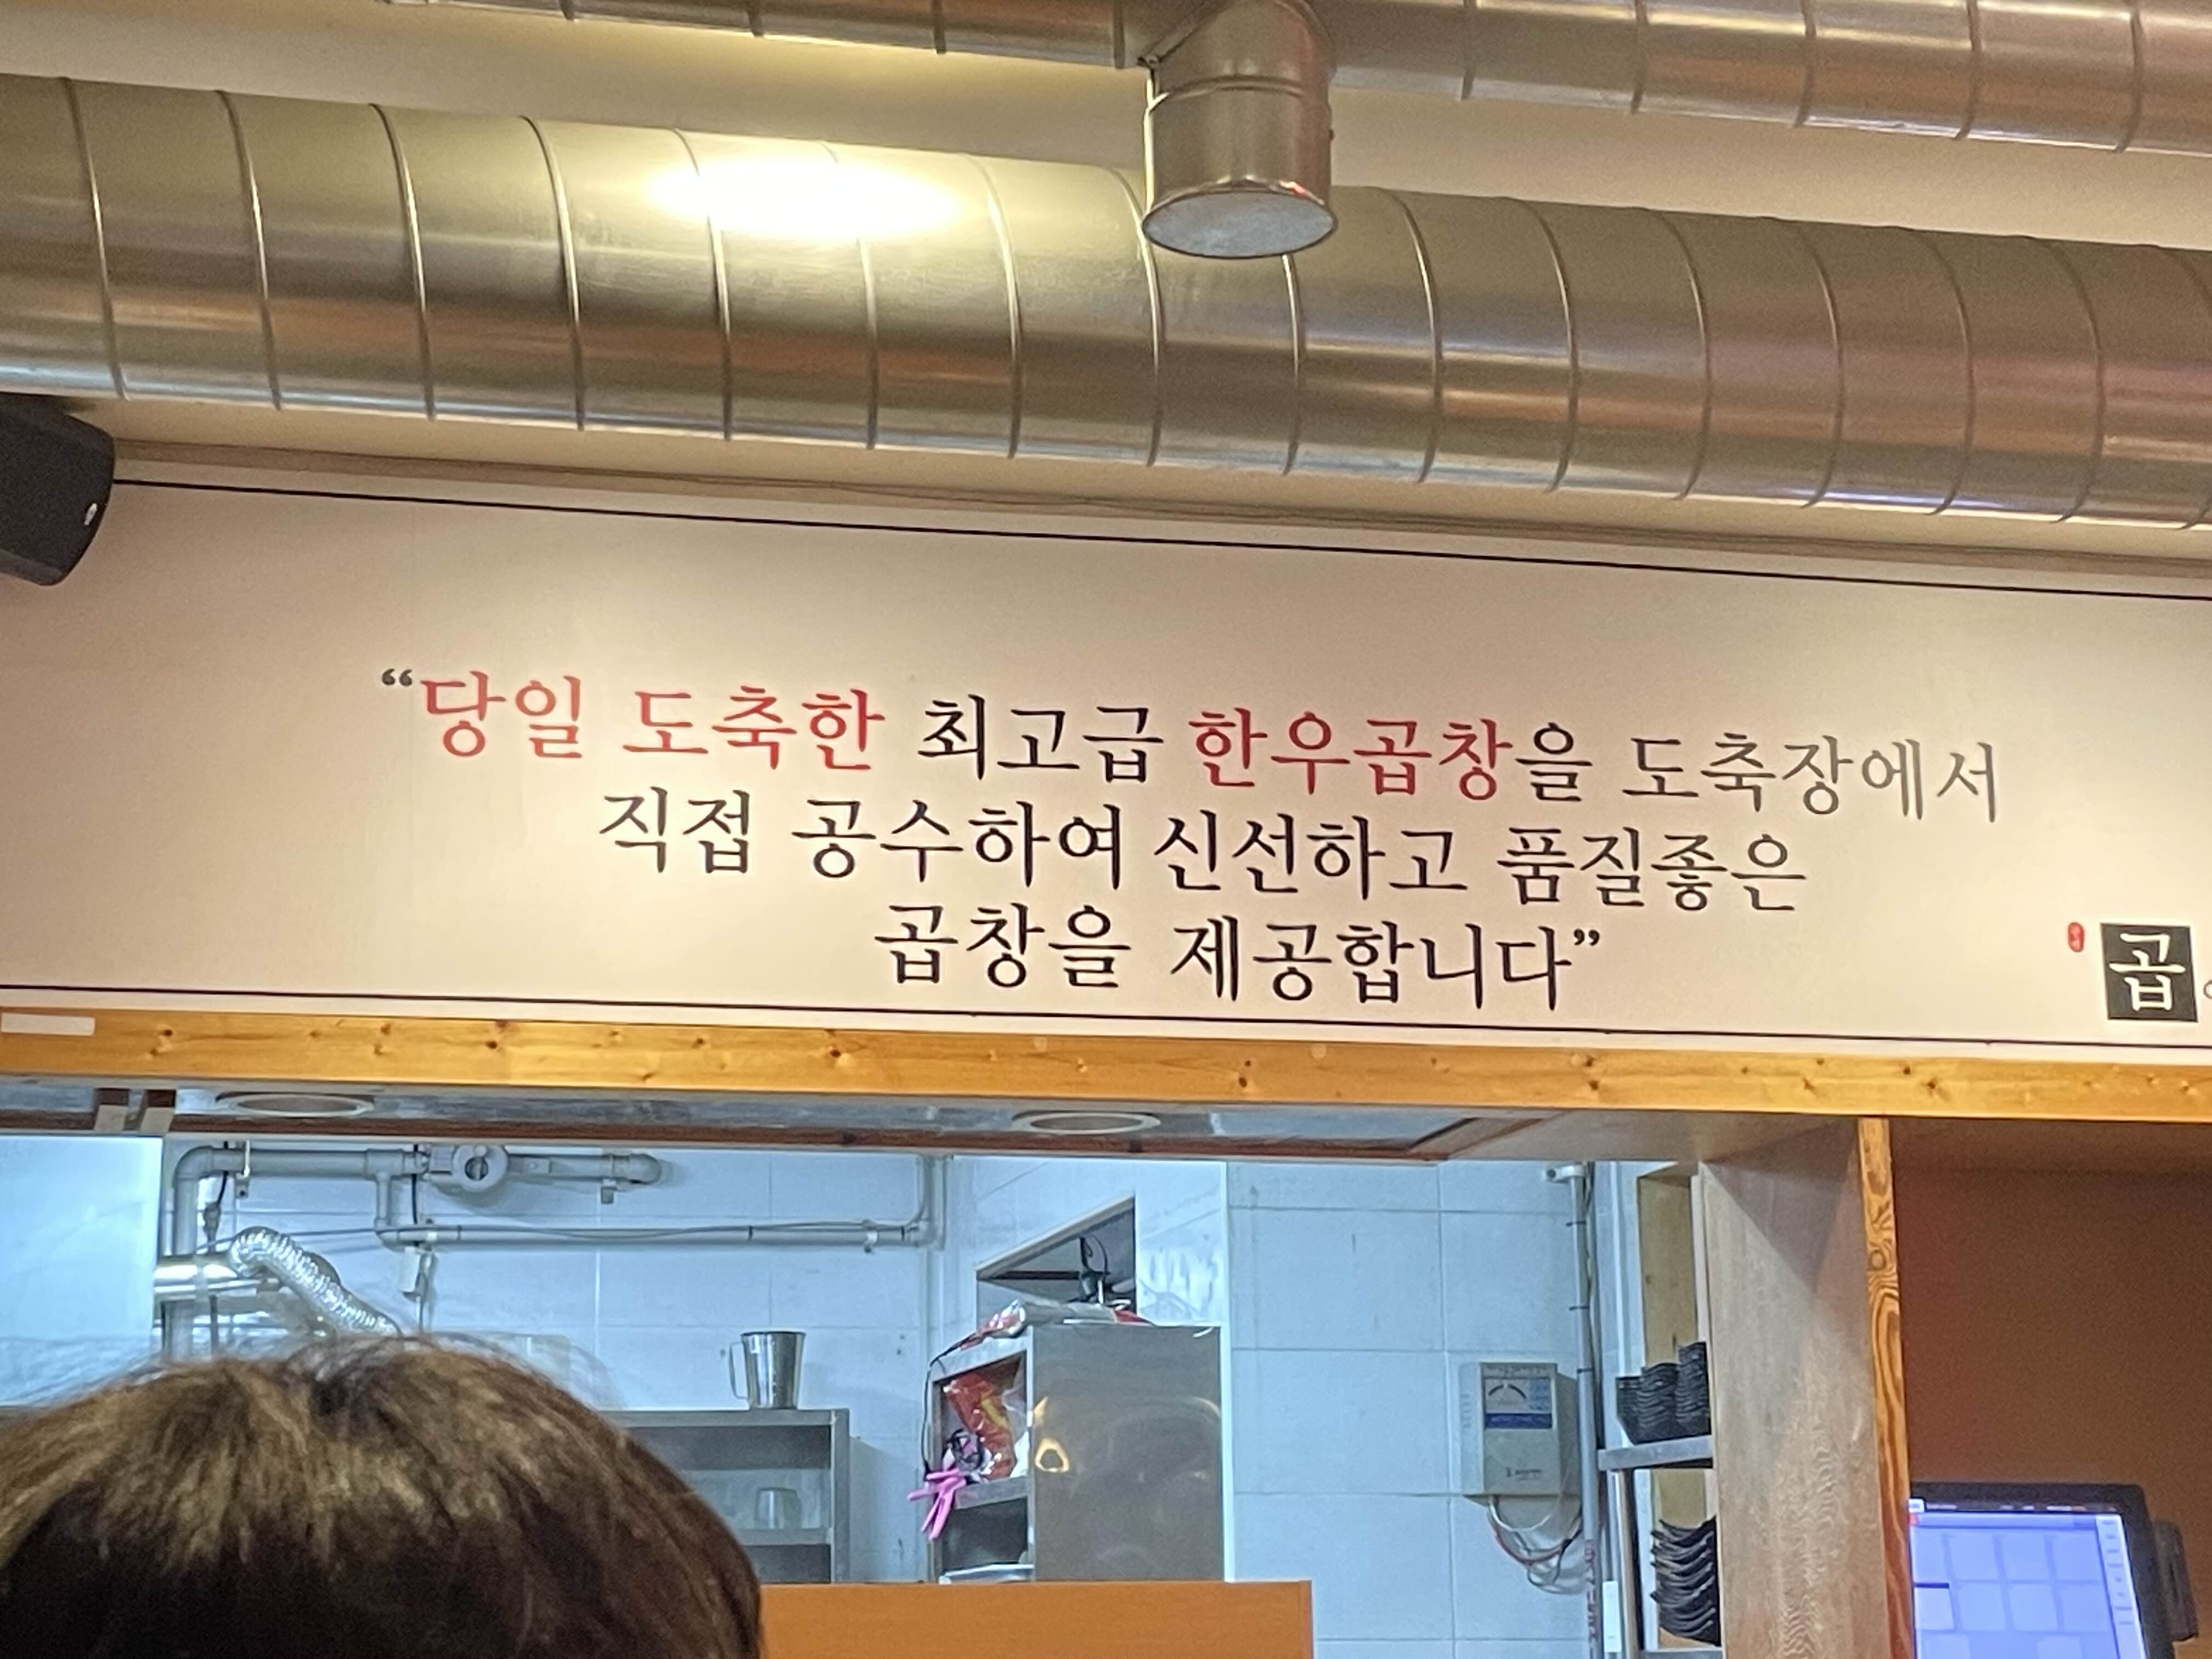 “당일 도축한 최고급 한우곱창을 도축장에서
직접 공수하여 신선하고 품질좋은
곱창을 제공합니다”
곱